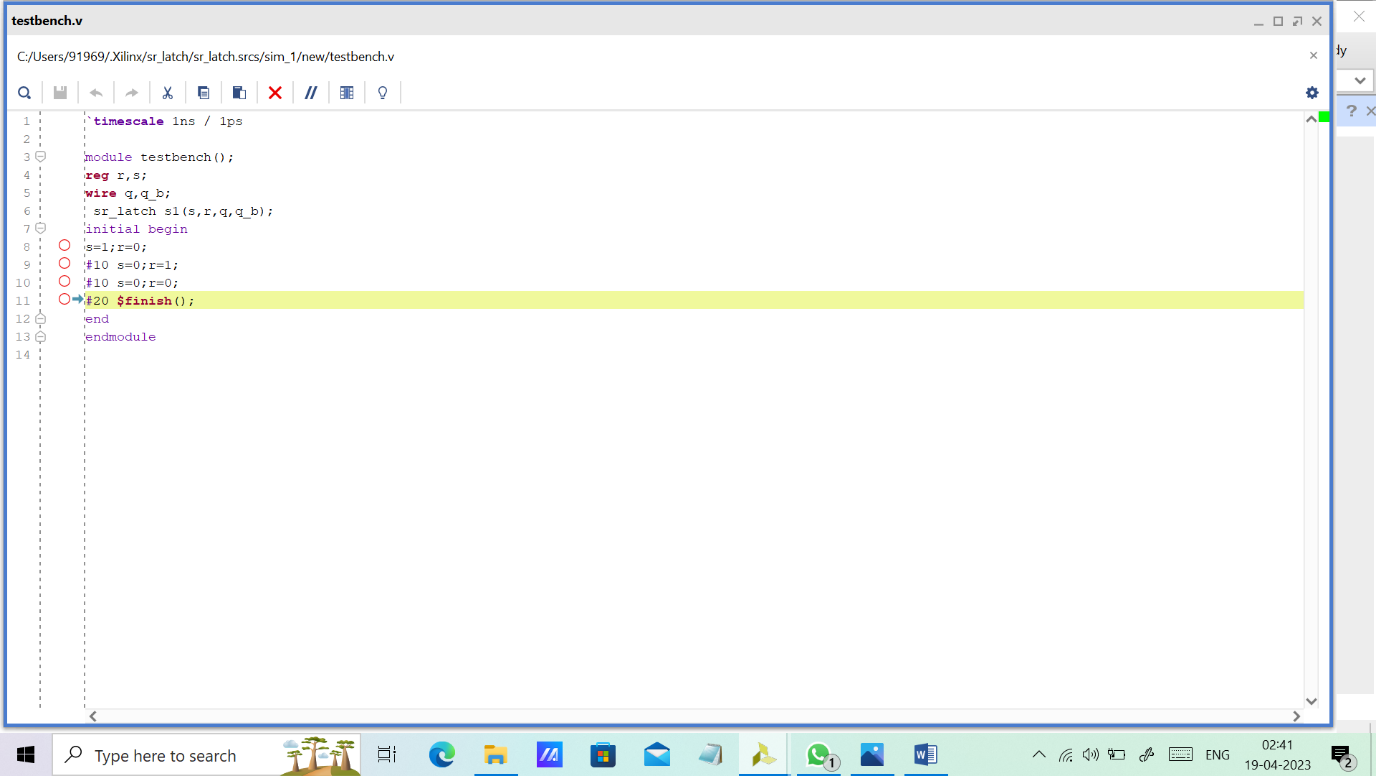 testbench.v
C:/Users/91969/.Xilinx/sr_latch/sr_latch.srcs/sim_1/new/testbench.v
1 `timescale 1ns / 1ps
2
3 module testbench();
4 reg r,s;
5 wire q,q_b;
6 sr_latch s1(s,r,q,q_b);
7 initial begin
8 s=1;r=0;
9 #10 s=0;r=1;
10 #10 s=0;r=0;
11 #20 $finish();
12 end
13 endmodule
14
Type here to search
1
ENG
02:41
19-04-2023
2